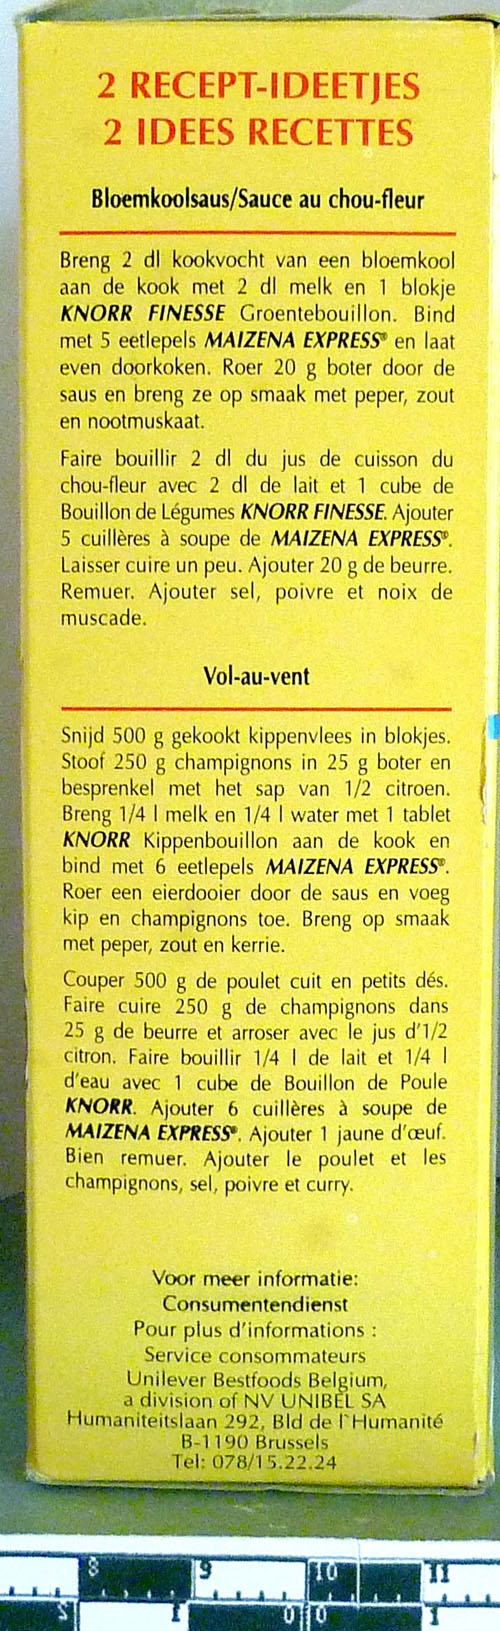 2 RECEPT-IDEETJES
2 IDEES RECETTES
Bloemkoolsaus/Sauce au chou-fleur
Breng 2 dl kookvocht van een bloemkool
aan de kook met 2 dl melk en 1 blokje
KNORR FINESSE Groentebouillon. Bind
met 5 eetlepels MAIZENA EXPRESS® en laat
even doorkoken. Roer 20 g boter door de
saus en breng ze op smaak met peper, zout
en nootmuskaat.
Faire bouillir 2 dl du jus de cuisson du
chou-fleur avec 2 dl de lait et 1 cube de
Bouillon de Légumes KNORR FINESSE. Ajouter
5 cuillères à soupe de MAIZENA EXPRESS®.
Laisser cuire un peu. Ajouter 20 g de beurre.
Remuer. Ajouter sel, poivre et noix de
muscade.
Vol-au-vent
Snijd 500 g gekookt kippenvlees in blokjes.
Stoof 250 g champignons in 25 g boter en
besprenkel met het sap van 1/2 citroen.
Breng 1/4 l melk en 1/4 l water met 1 tablet
KNORR Kippenbouillon aan de kook en
bind met 6 eetlepels MAIZENA EXPRESS®.
Roer een eierdooier door de saus en voeg
kip en champignons toe. Breng op smaak
met peper, zout en kerrie.
Couper 500 g de poulet cuit en petits dés.
Faire cuire 250 g de champignons dans
25 g de beurre et arroser avec le jus d'1/2
citron. Faire bouillir 1/4 l de lait et 1/4 l
d'eau avec 1 cube de Bouillon de Poule
KNORR. Ajouter 6 cuillères à soupe de
MAIZENA EXPRESS®. Ajouter 1 jaune d'œuf.
Bien remuer. Ajouter le poulet et les
champignons, sel, poivre et curry.
Voor meer informatie:
Consumentendienst
Pour plus d'informations :
Service consommateurs
Unilever Bestfoods Belgium,
a division of NV UNIBEL SA
Humaniteitslaan 292, Bld de l`Humanité
B-1190 Brussels
Tel: 078/15.22.24
8 9 10 11
2 1 0 0 1